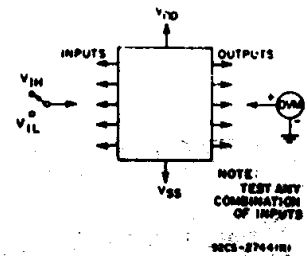 VDD
INPUTS
OUTPUTS
VIH
VIL
+
DVM
-
VSS
NOTE:
TEST ANY
COMBINATION
OF INPUTS
92CS-27441RI